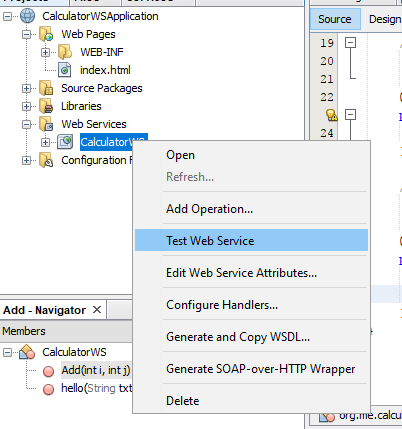 Source
Design
CalculatorWSApplication
Web Pages
WEB-INF
index.html
Source Packages
Libraries
Web Services
CalculatorWS
Configuration F
19
20
21
22
24
Open
Refresh...
Add Operation...
Test Web Service
Edit Web Service Attributes...
Configure Handlers...
Generate and Copy WSDL...
Generate SOAP-over-HTTP Wrapper
Delete
Add - Navigator
Members
CalculatorWS
Add(int i, int j)
hello(String txt
org.me.calc